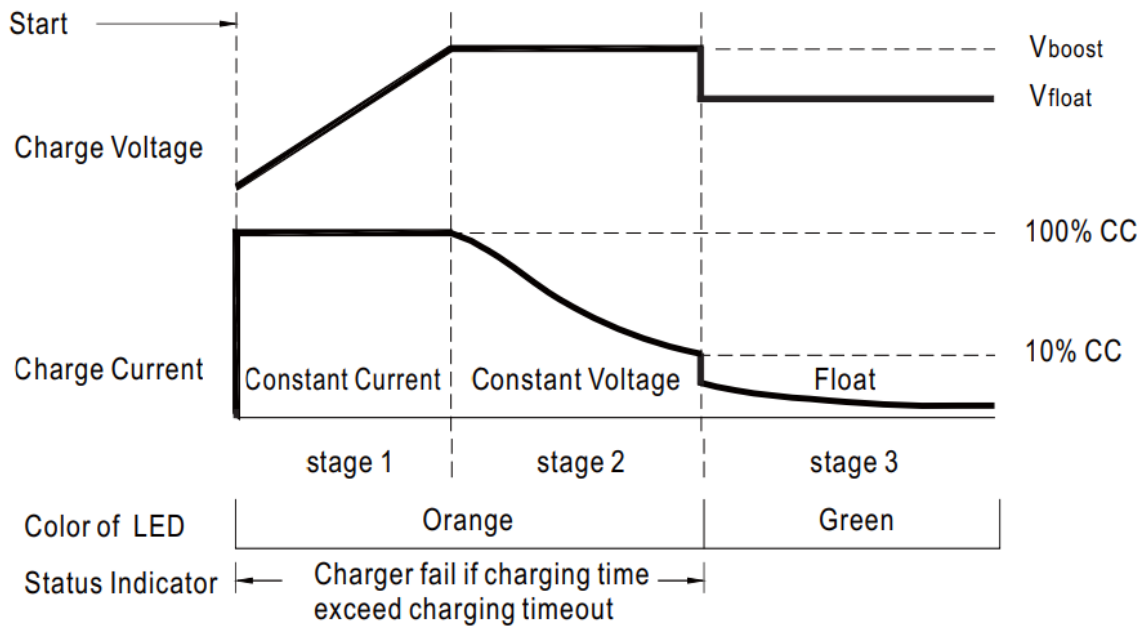 Start
Vboost
Vfloat
Charge Voltage
100% CC
10% CC
Charge Current
Constant Current
Constant Voltage
Float
stage 1
stage 2
stage 3
Color of LED
Orange
Green
Status Indicator
Charger fail if charging time
exceed charging timeout